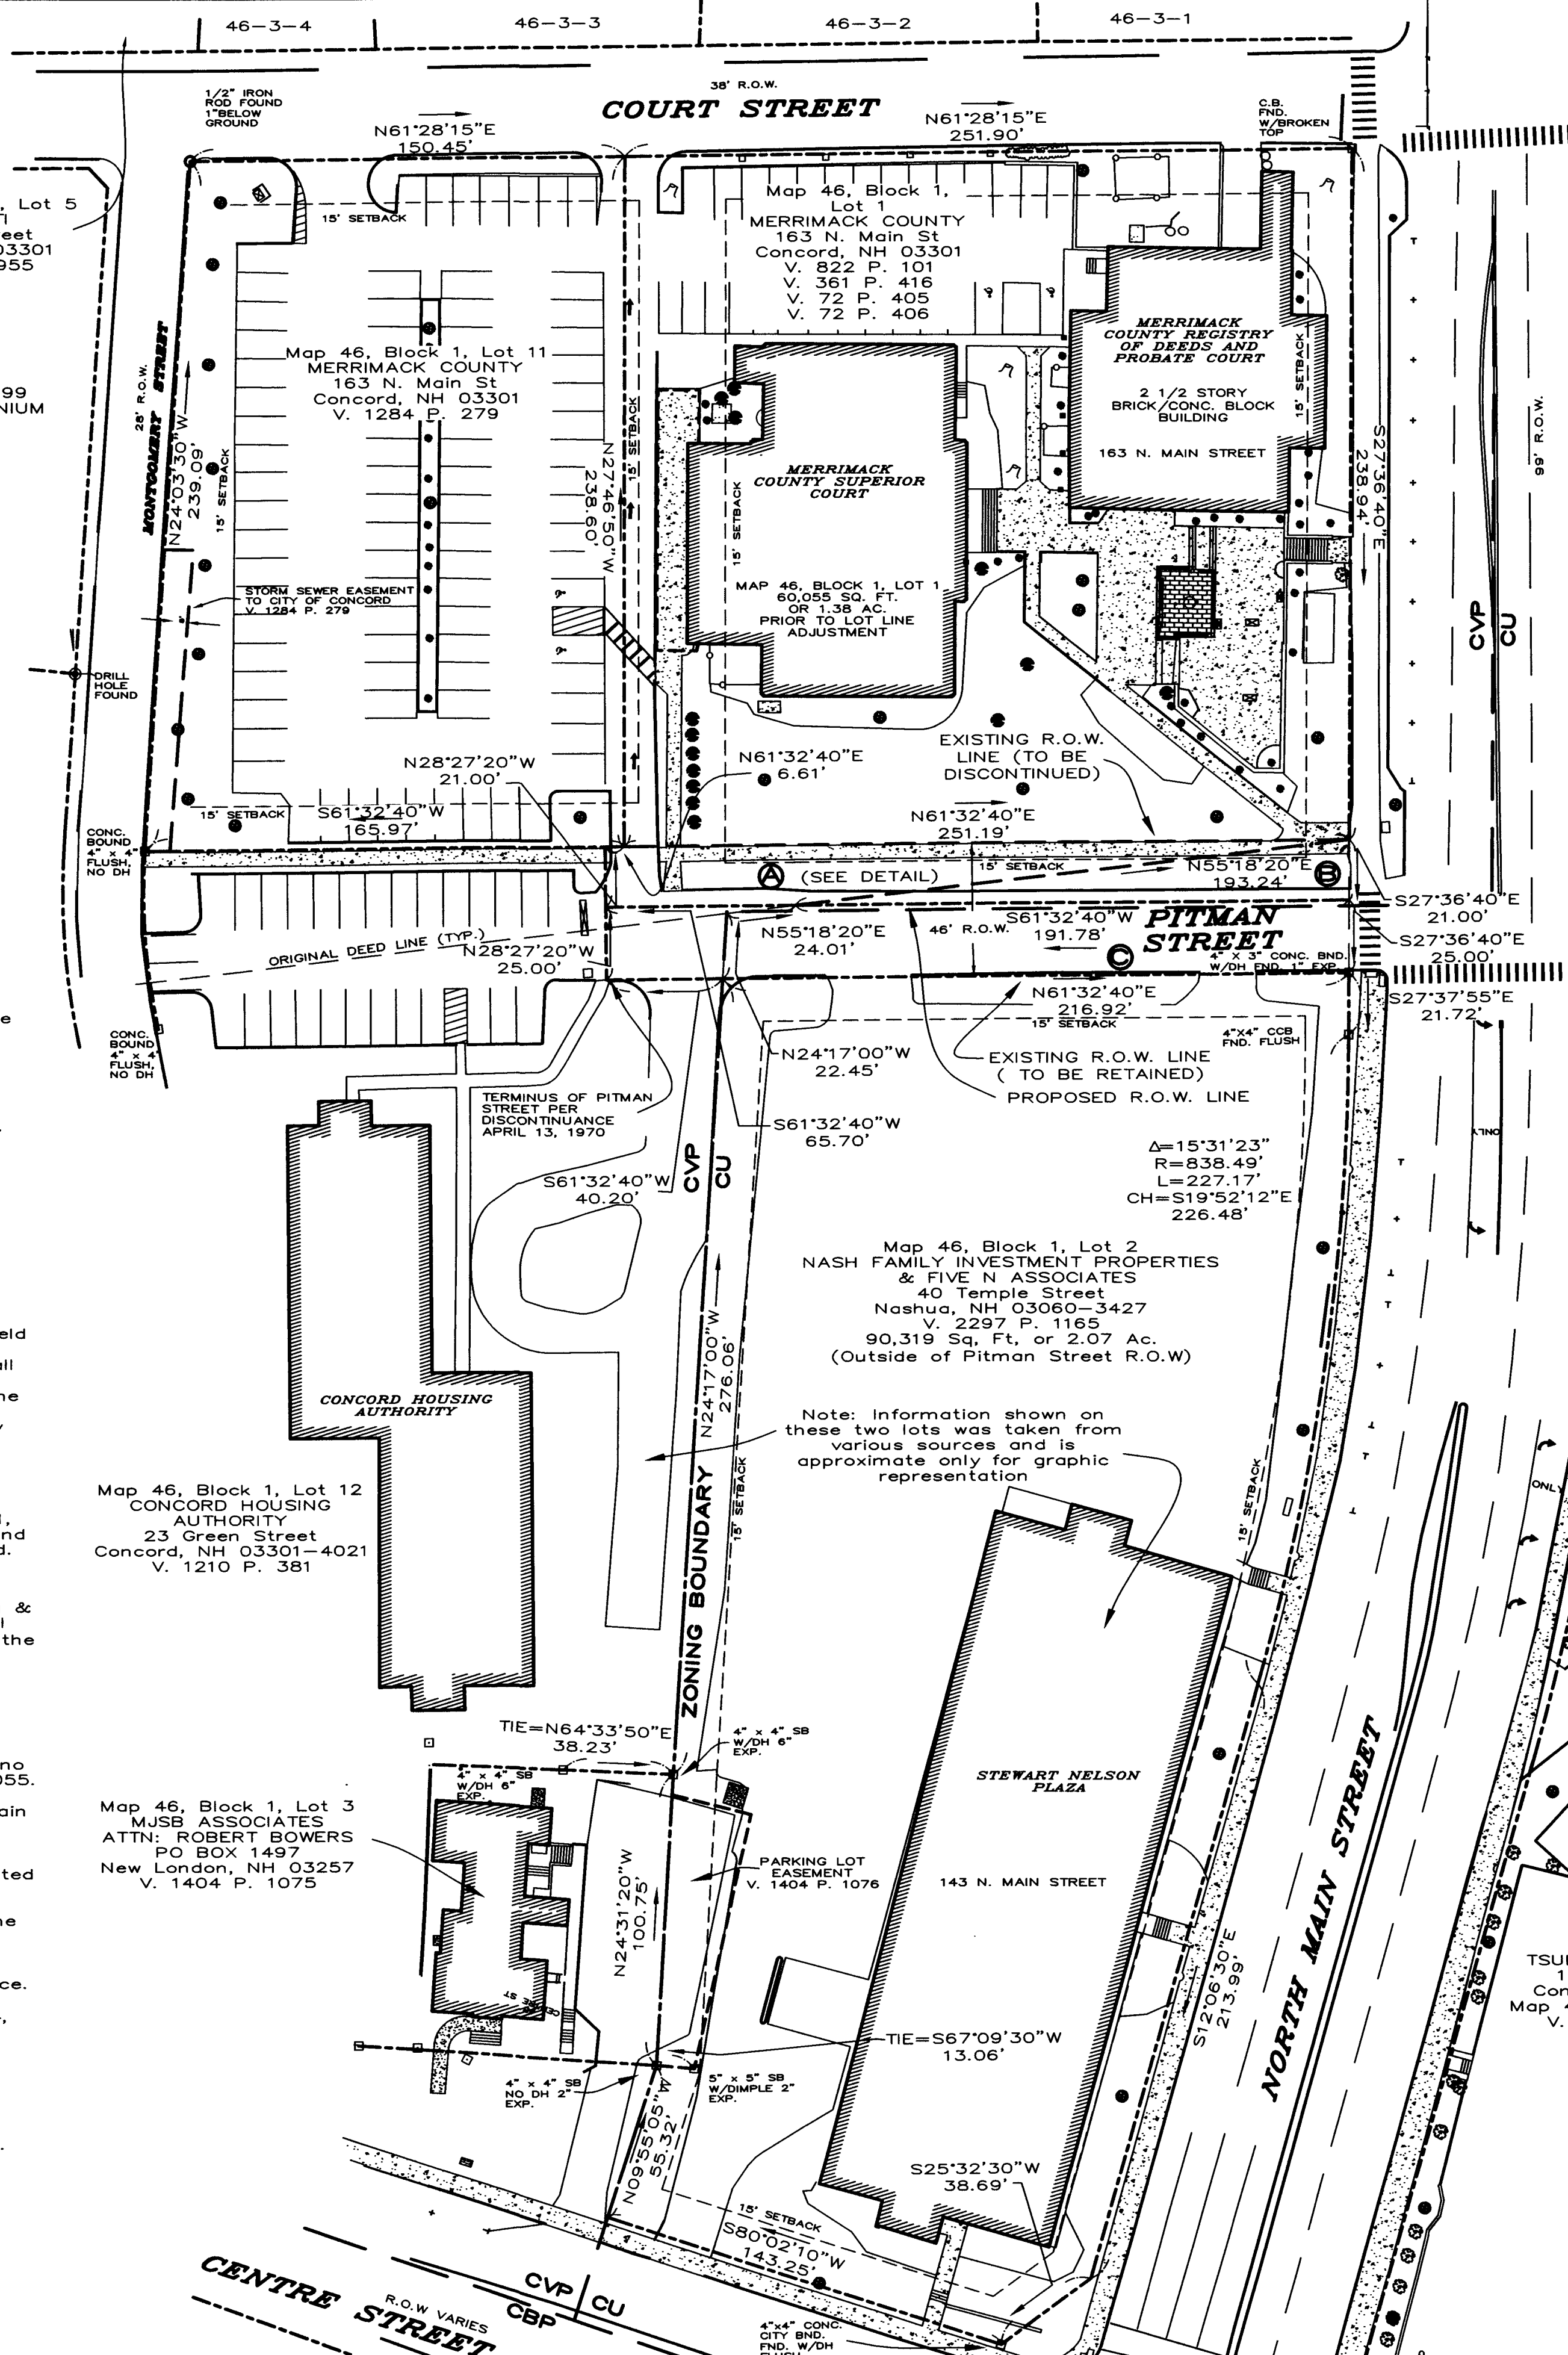 46-3-4
46-3-3
46-3-2
46-3-1
38' R.O.W.
COURT STREET
1/2" IRON
ROD FOUND
1"BELOW
GROUND
N61°28'15"E
150.45'
N61°28'15"E
251.90'
C.B.
FND.
W/BROKEN
TOP
, Lot 5
reet
03301
955
99
NIUM
15' SETBACK
Map 46, Block 1,
Lot 1
MERRIMACK COUNTY
163 N. Main St
Concord, NH 03301
V. 822 P. 101
V. 361 P. 416
V. 72 P. 405
V. 72 P. 406
MERRIMACK
COUNTY REGISTRY
OF DEEDS AND
PROBATE COURT
2 1/2 STORY
BRICK/CONC. BLOCK
BUILDING
163 N. MAIN STREET
15' SETBACK
S27°36'40"E
238.94'
99' R.O.W.
CVP
CU
28' R.O.W.
MONTGOMERY STREET
N24°03'30"W
239.09'
15' SETBACK
Map 46, Block 1, Lot 11
MERRIMACK COUNTY
163 N. Main St
Concord, NH 03301
V. 1284 P. 279
15' SETBACK
N27°46'50"W
238.60'
MERRIMACK
COUNTY SUPERIOR
COURT
15' SETBACK
MAP 46, BLOCK 1, LOT 1
60,055 SQ. FT.
OR 1.38 AC.
PRIOR TO LOT LINE
ADJUSTMENT
STORM SEWER EASEMENT
TO CITY OF CONCORD
V. 1284 P. 279
DRILL
HOLE
FOUND
N28°27'20"W
21.00'
N61°32'40"E
6.61'
EXISTING R.O.W.
LINE (TO BE
DISCONTINUED)
15' SETBACK
S61°32'40"W
165.97'
N61°32'40"E
251.19'
CONC.
BOUND
4" x 4"
FLUSH,
NO DH
A (SEE DETAIL)
15' SETBACK
N55°18'20"E
193.24'
B
S27°36'40"E
21.00'
S27°36'40"E
25.00'
ORIGINAL DEED LINE (TYP.)
N28°27'20"W
25.00'
N55°18'20"E
24.01'
46' R.O.W.
S61°32'40"W
191.78'
PITMAN
STREET
C
4" X 3" CONC. BND.
W/DH FND. 1" EXP.
N61°32'40"E
216.92'
15' SETBACK
S27°37'55"E
21.72'
CONC.
BOUND
4" x 4"
FLUSH,
NO DH
4"X4" CCB
FND. FLUSH
N24°17'00"W
22.45'
EXISTING R.O.W. LINE
( TO BE RETAINED)
PROPOSED R.O.W. LINE
TERMINUS OF PITMAN
STREET PER
DISCONTINUANCE
APRIL 13, 1970
S61°32'40"W
65.70'
ONLY
Δ=15°31'23"
R=838.49'
L=227.17'
CH=S19°52'12"E
226.48'
CVP
CU
S61°32'40"W
40.20'
Map 46, Block 1, Lot 2
NASH FAMILY INVESTMENT PROPERTIES
& FIVE N ASSOCIATES
40 Temple Street
Nashua, NH 03060-3427
V. 2297 P. 1165
90,319 Sq, Ft, or 2.07 Ac.
(Outside of Pitman Street R.O.W)
N24°17'00"W
276.06'
eld
all
CONCORD HOUSING
AUTHORITY
Note: Information shown on
these two lots was taken from
various sources and is
approximate only for graphic
representation
ZONING BOUNDARY
15' SETBACK
15' SETBACK
ONLY
Map 46, Block 1, Lot 12
CONCORD HOUSING
AUTHORITY
23 Green Street
Concord, NH 03301-4021
V. 1210 P. 381
nd
d.
&
the
TIE=N64°33'50"E
38.23'
4" x 4" SB
W/DH 6"
EXP.
4" x 4" SB
W/DH 6"
EXP.
no
055.
ain
STEWART NELSON
PLAZA
Map 46, Block 1, Lot 3
MJSB ASSOCIATES
ATTN: ROBERT BOWERS
PO BOX 1497
New London, NH 03257
V. 1404 P. 1075
ted
ne
ce.
PARKING LOT
EASEMENT
V. 1404 P. 1076
143 N. MAIN STREET
N24°31'20"W
100.75'
NORTH MAIN STREET
S12°06'30"E
213.99'
CENTRE ST
TIE=S67°09'30"W
13.06'
4" x 4" SB
NO DH 2"
EXP.
5" x 5" SB
W/DIMPLE 2"
EXP.
N09°55'05"W
55.32'
TSU
1
Con
Map 4
V.
S25°32'30"W
38.69'
15' SETBACK
S80°02'10"W
143.25'
CENTRE STREET
R.O.W VARIES
CVP
CU
CBP
4"x4" CONC.
CITY BND.
FND. W/DH
FLUSH